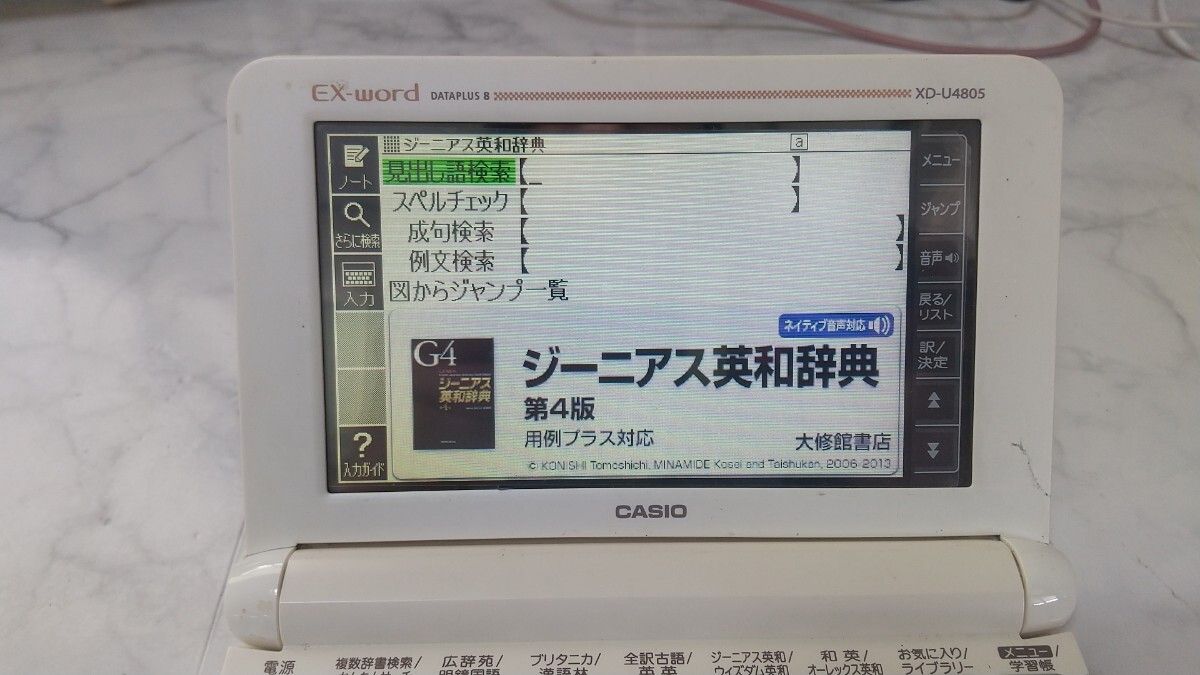 EX-word DATAPLUS 8 XD-U4805
ジーニアス英和辞典 a
見出し語検索【_ 】
スペルチェック【 】
成句検索【 】
例文検索【 】
図からジャンプ一覧
ノート
さらに検索
入力
?
入力ガイド
ネイティブ音声対応
G4
ジーニアス
英和辞典
ジーニアス英和辞典
第4版
用例プラス対応
大修館書店
© KONISHI Tomoshichi, MINAMIDE Kosei and Taishukan, 2006-2013
メニュー
ジャンプ
音声
戻る/
リスト
訳/
決定
CASIO
電源
複数辞書検索/
広辞苑/
明鏡国語
ブリタニカ/
漢語林
全訳古語/
英英
ジーニアス英和/
ウィズダム英和
和英/
オーレックス英和
お気に入り/
ライブラリー
メニュー/
学習帳